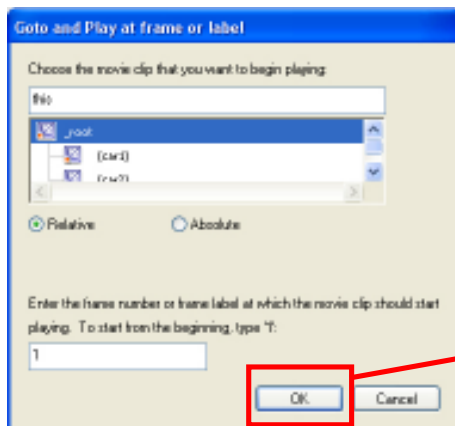 Goto and Play at frame or label
Choose the movie clip that you want to begin playing:
this
_root
(car1)
(car2)
Relative
Absolute
Enter the frame number or frame label at which the movie clip should start
playing. To start from the beginning, type '1':
1
OK
Cancel